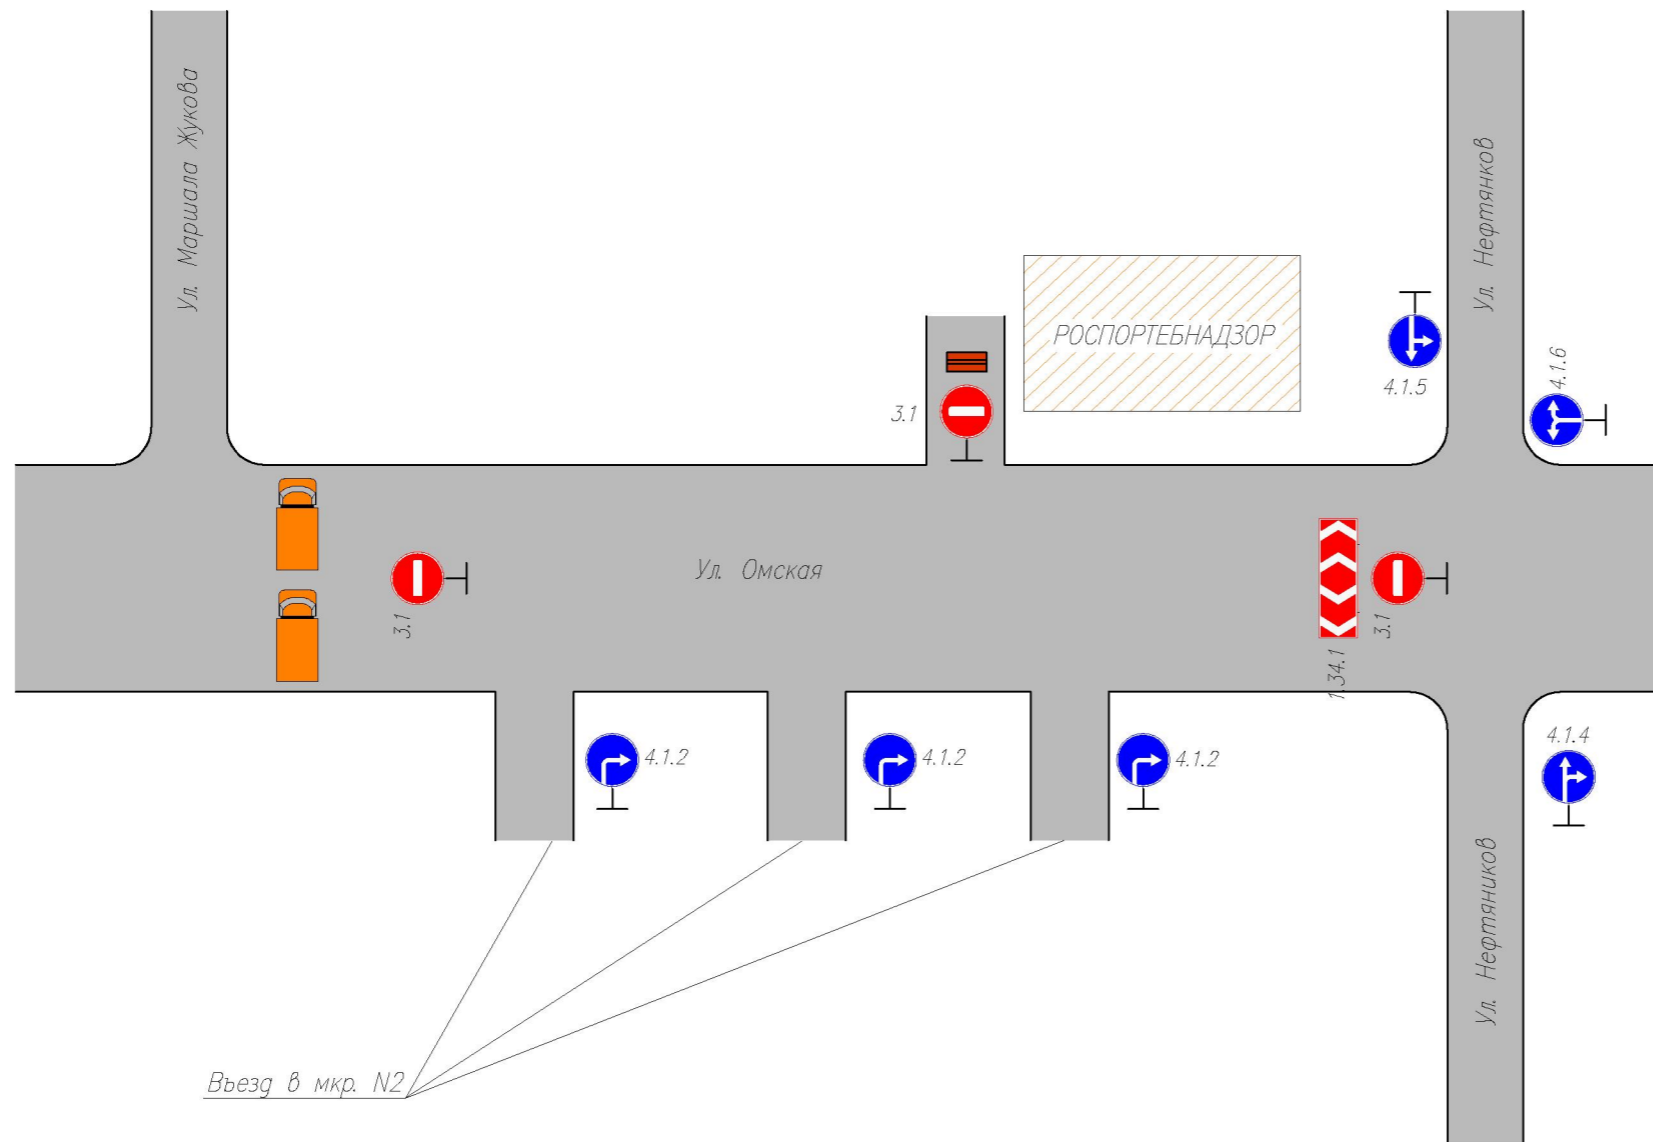 Ул. Маршала Жукова
Ул. Нефтянков
РОСПОРТЕБНАДЗОР
4.1.5
4.1.6
3.1
Ул. Омская
3.1
3.1
1.34.1
4.1.2
4.1.2
4.1.2
4.1.4
Ул. Нефтяников
Въезд в мкр. N2